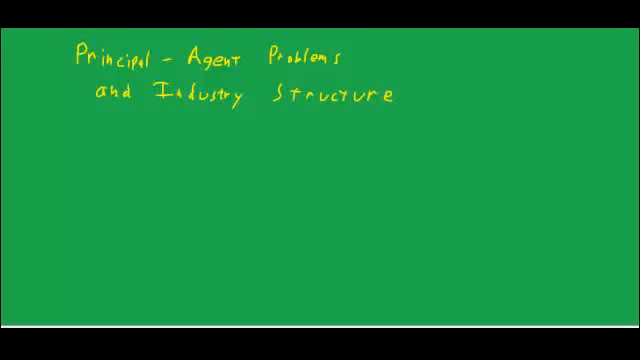 Principal - Agent Problems
and Industry Structure